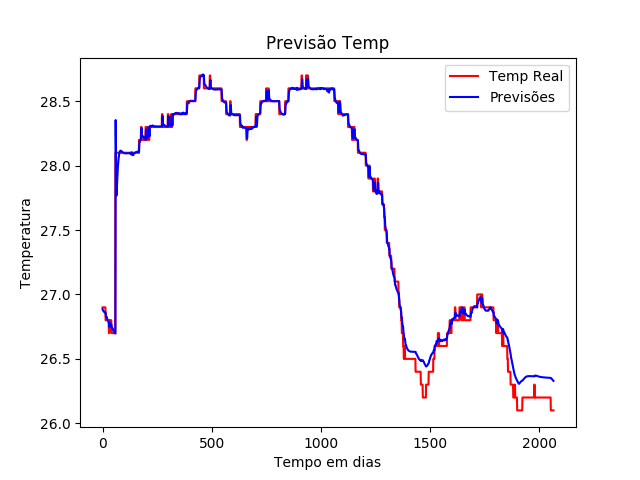 Previsão Temp
Temp Real
Previsões
Temperatura
28.5
28.0
27.5
27.0
26.5
26.0
0 500 1000 1500 2000
Tempo em dias